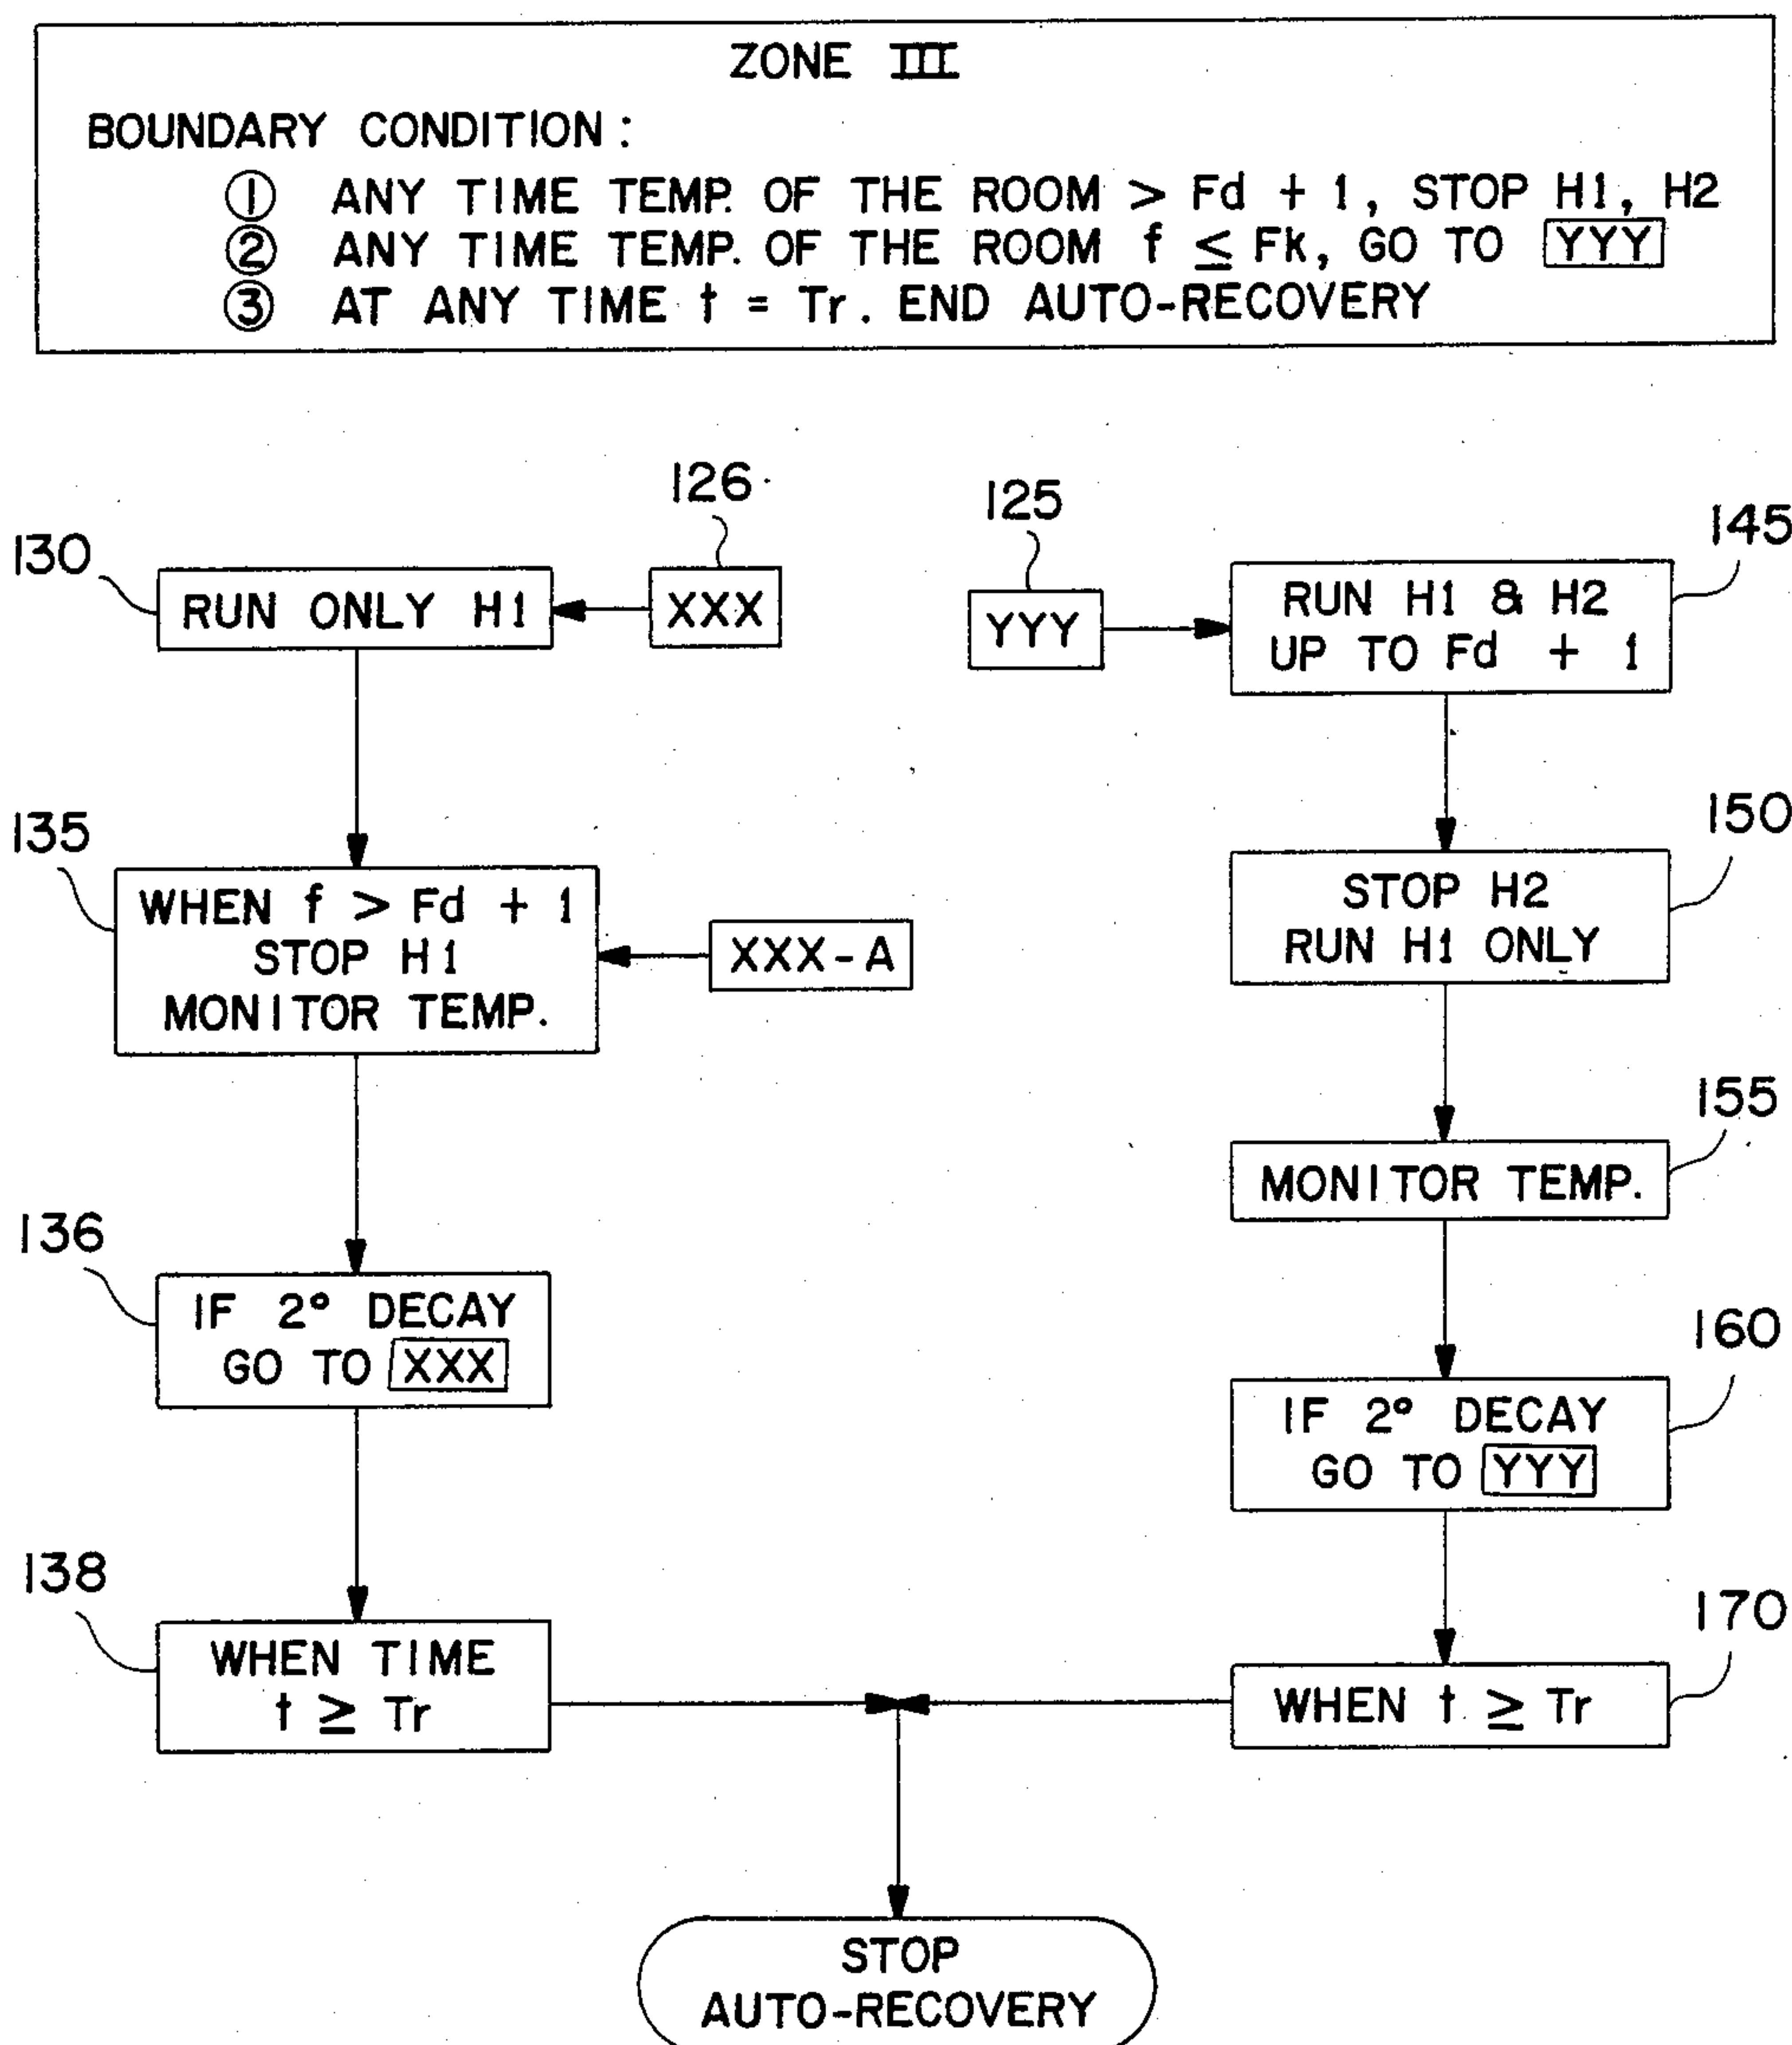 ZONE III
BOUNDARY CONDITION :
① ANY TIME TEMP. OF THE ROOM > Fd + 1, STOP H1, H2
② ANY TIME TEMP. OF THE ROOM f ≤ Fk, GO TO YYY
③ AT ANY TIME t = Tr. END AUTO-RECOVERY
126
125
145
130
RUN ONLY H1
XXX
YYY
RUN H1 & H2
UP TO Fd + 1
135
WHEN f > Fd + 1
STOP H1
MONITOR TEMP.
XXX-A
150
STOP H2
RUN H1 ONLY
155
MONITOR TEMP.
136
IF 2° DECAY
GO TO XXX
160
IF 2° DECAY
GO TO YYY
138
WHEN TIME
t ≥ Tr
170
WHEN t ≥ Tr
STOP
AUTO-RECOVERY